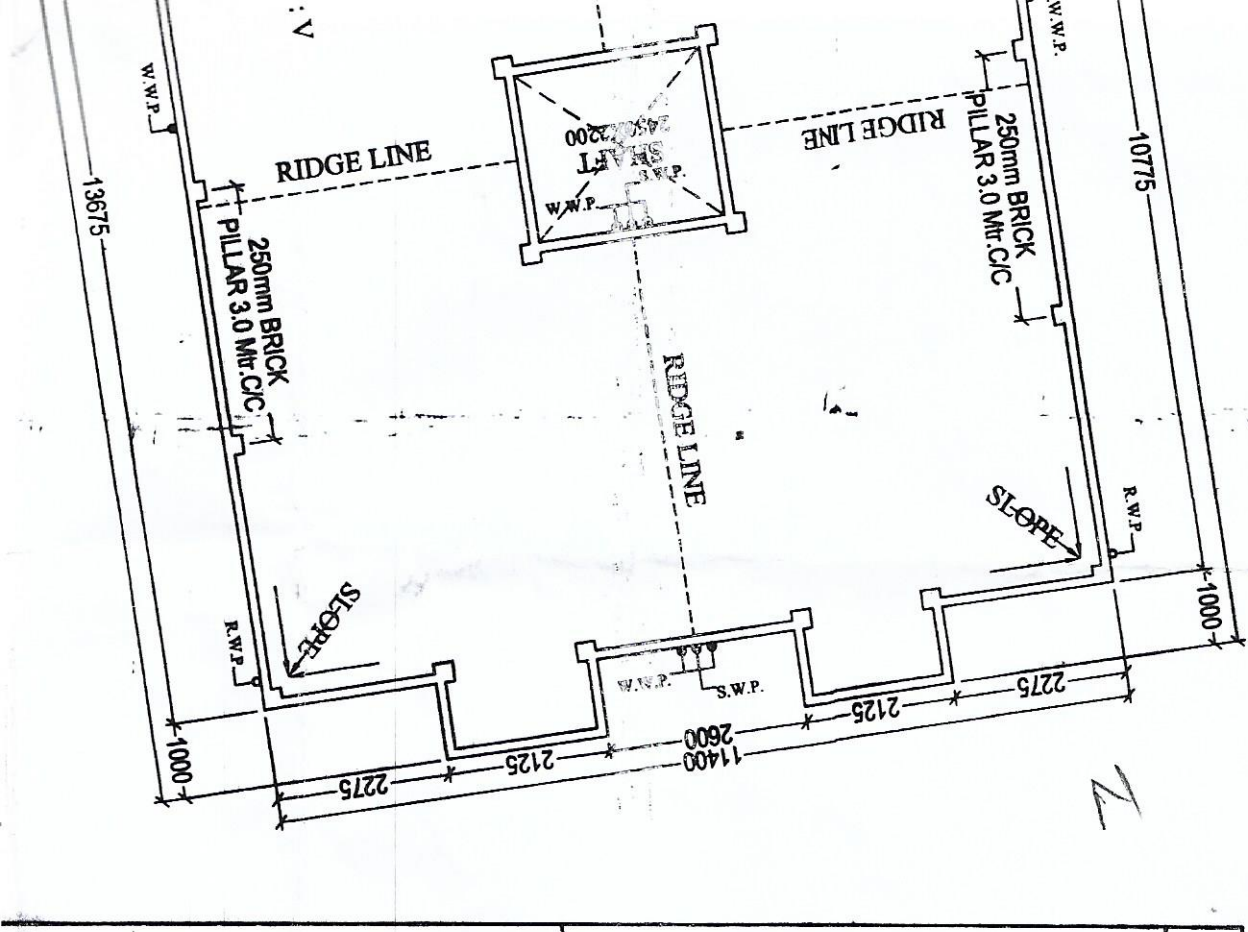 : V
W.W.P.
W.W.P.
RIDGE LINE
SHAFT
S.W.P.
W.W.P.
RIDGE LINE
250mm BRICK
PILLAR 3.0 Mtr.C/C
10775
13675
250mm BRICK
PILLAR 3.0 Mtr.C/C
RIDGE LINE
SLOPE
R.W.P
1000
SLOPE
R.W.P.
W.W.P.
S.W.P.
1000
2275
2125
2600
2125
2275
11400
N